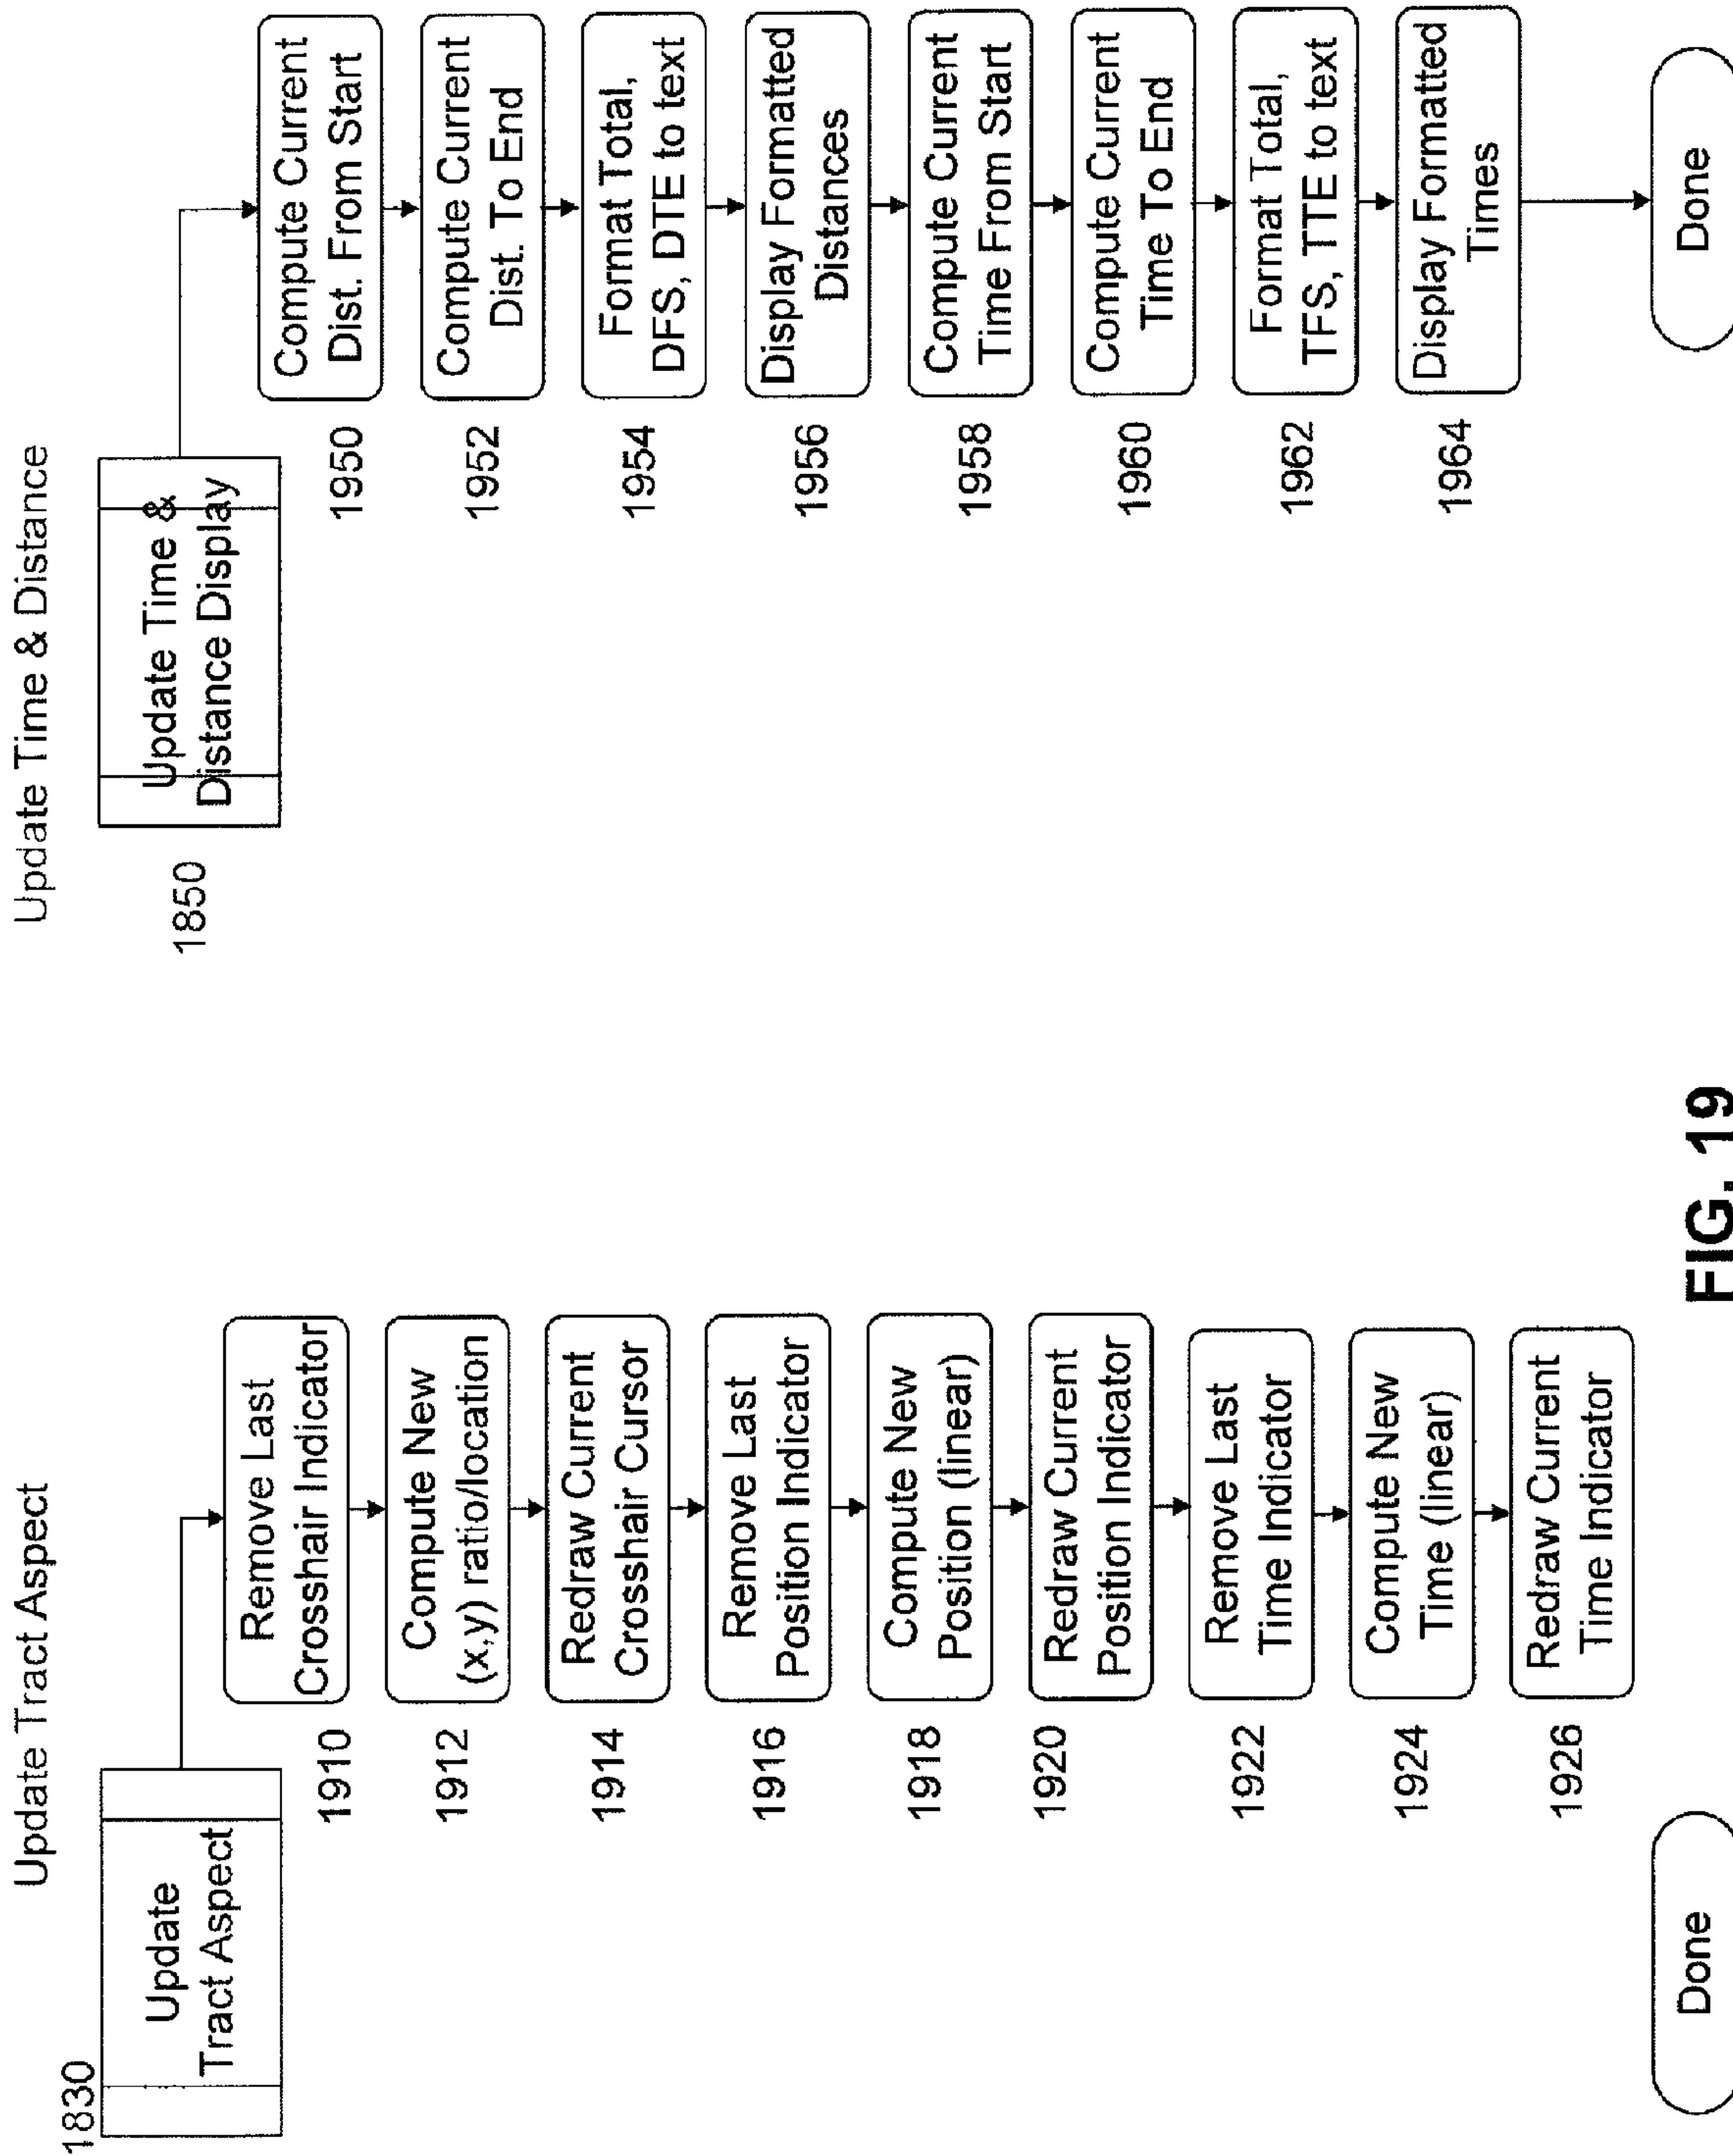 Update Tract Aspect
1830
Update
Tract Aspect
1910
Remove Last
Crosshair Indicator
1912
Compute New
(x,y) ratio/location
1914
Redraw Current
Crosshair Cursor
1916
Remove Last
Position Indicator
1918
Compute New
Position (linear)
1920
Redraw Current
Position Indicator
1922
Remove Last
Time Indicator
1924
Compute New
Time (linear)
1926
Redraw Current
Time Indicator
Done
Update Time & Distance
1850
Update Time &
Distance Display
1950
Compute Current
Dist. From Start
1952
Compute Current
Dist. To End
1954
Format Total,
DFS, DTE to text
1956
Display Formatted
Distances
1958
Compute Current
Time From Start
1960
Compute Current
Time To End
1962
Format Total,
TFS, TTE to text
1964
Display Formatted
Times
Done
FIG. 19